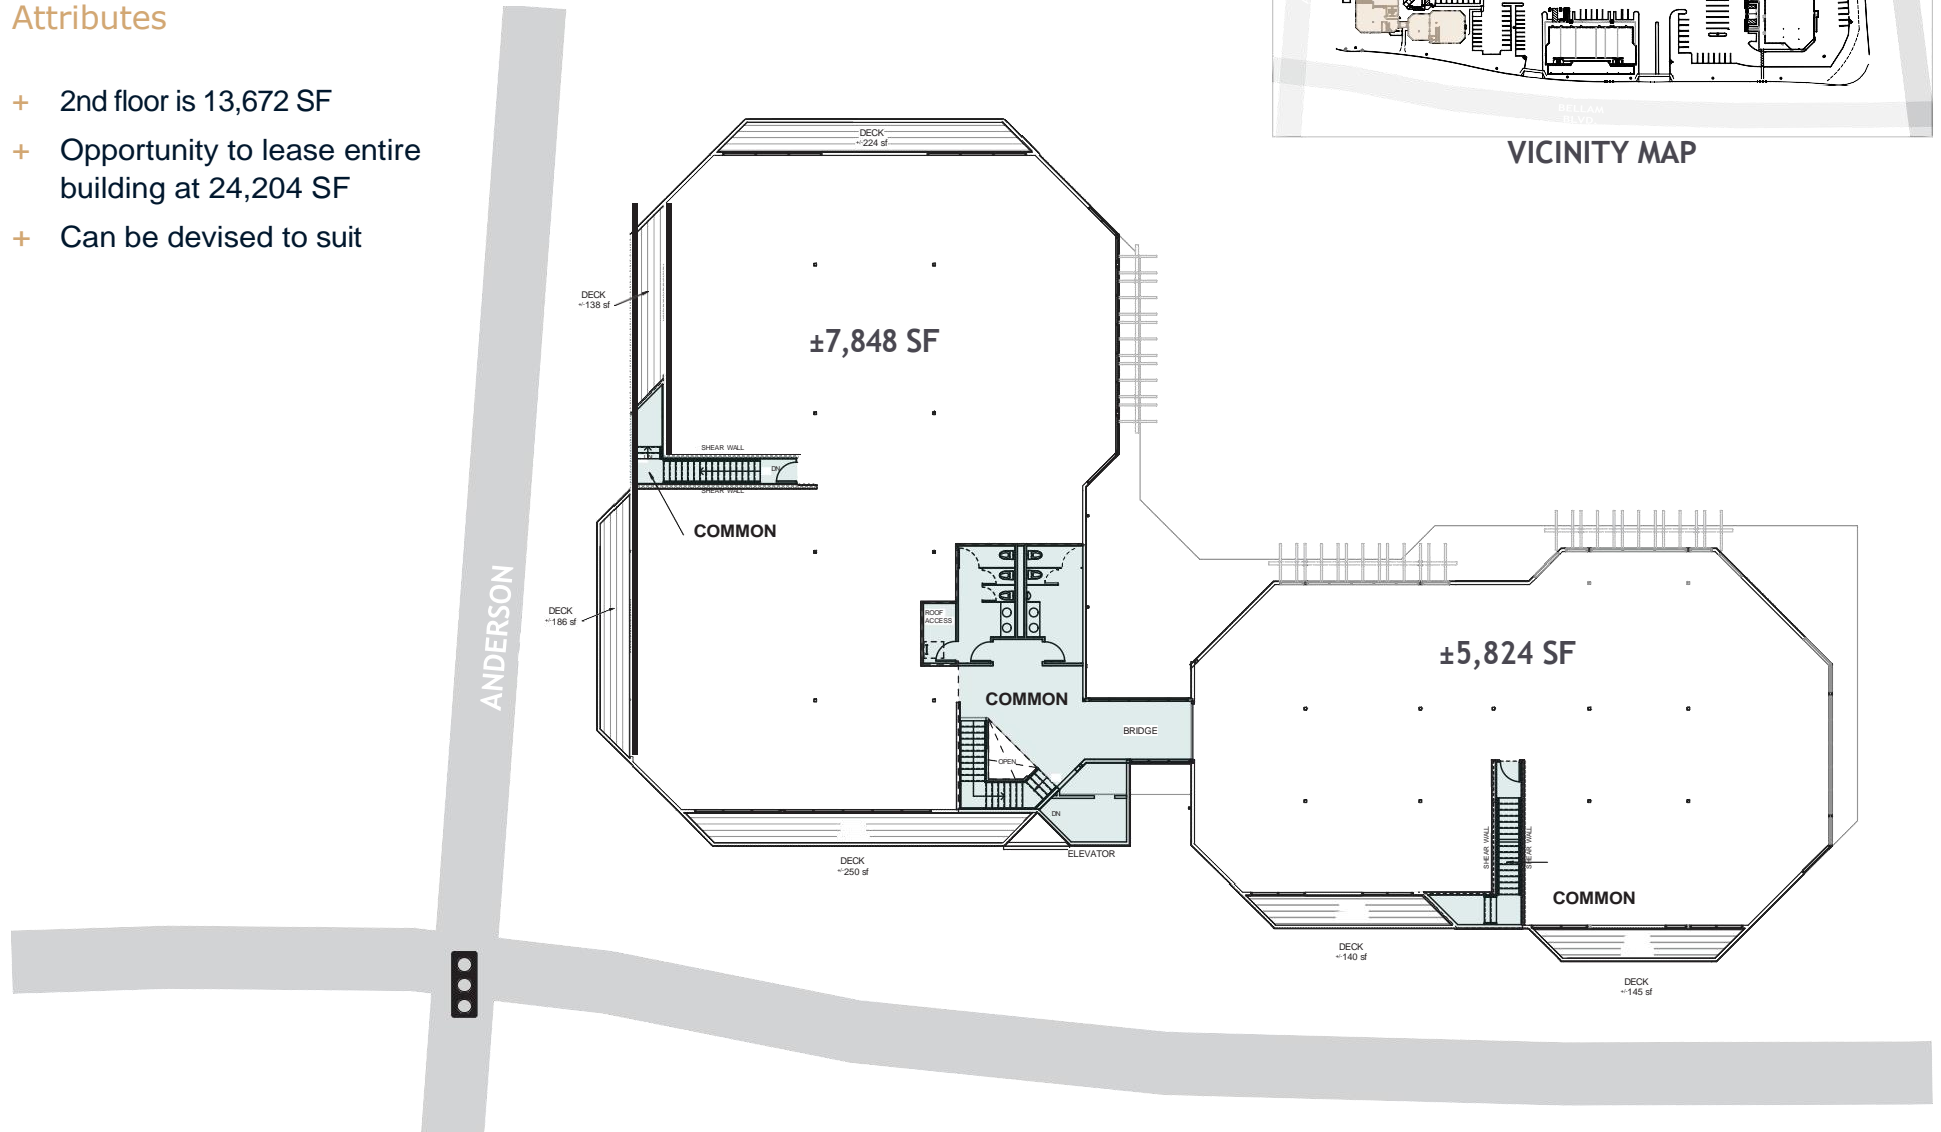 Attributes
+ 2nd floor is 13,672 SF
+ Opportunity to lease entire
building at 24,204 SF
+ Can be devised to suit
BELLAM
BLVD.
VICINITY MAP
DECK
+/-224 sf
DECK
+/-138 sf
±7,848 SF
SHEAR WALL
DN
DN
SHEAR WALL
COMMON
DECK
+/-186 sf
ROOF
ACCESS
ANDERSON
COMMON
BRIDGE
OPEN
DN
ELEVATOR
DECK
+/-250 sf
±5,824 SF
SHEAR WALL
SHEAR WALL
COMMON
DECK
+/-140 sf
DECK
+/-145 sf